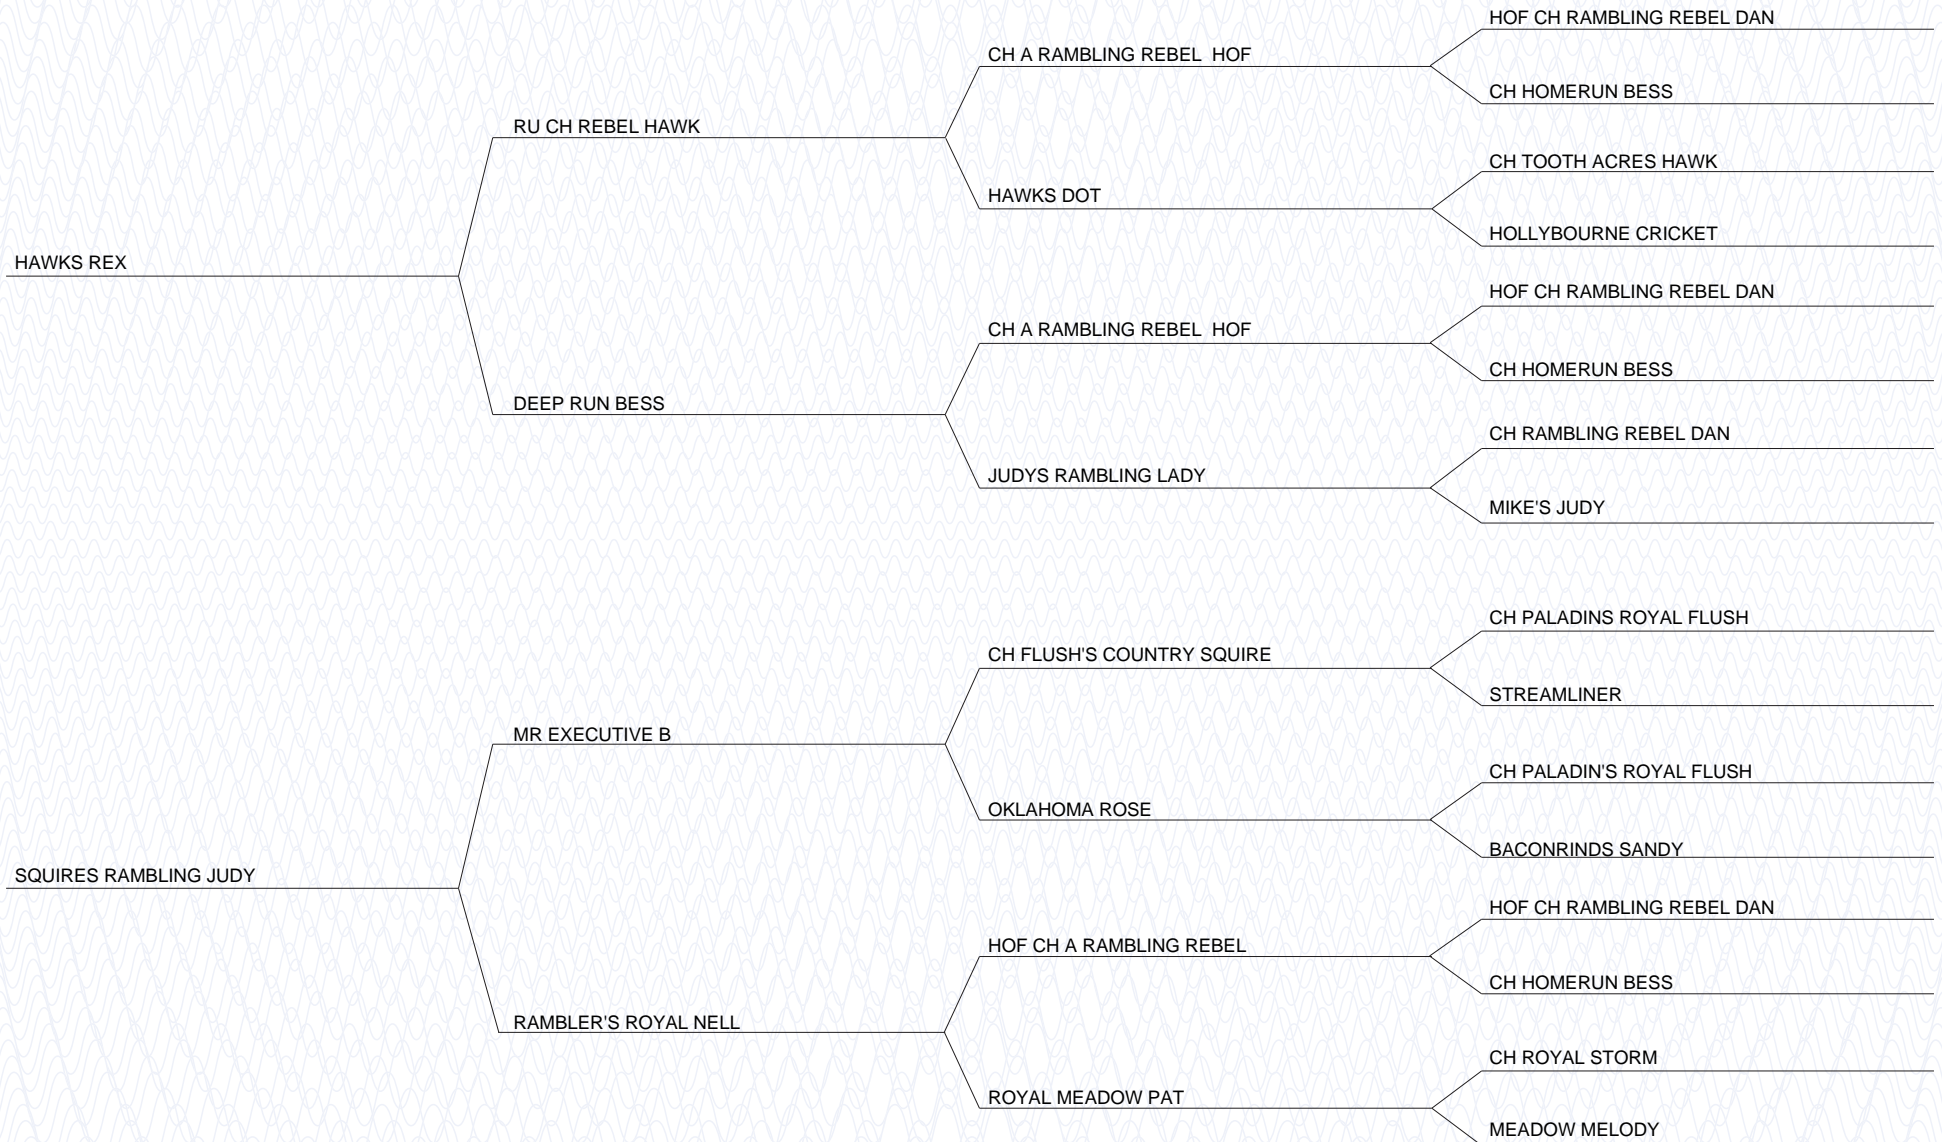 HOF CH RAMBLING REBEL DAN
CH A RAMBLING REBEL  HOF
CH HOMERUN BESS
RU CH REBEL HAWK
CH TOOTH ACRES HAWK
HAWKS DOT
HOLLYBOURNE CRICKET
HAWKS REX
HOF CH RAMBLING REBEL DAN
CH A RAMBLING REBEL  HOF
CH HOMERUN BESS
DEEP RUN BESS
CH RAMBLING REBEL DAN
JUDYS RAMBLING LADY
MIKE'S JUDY
CH PALADINS ROYAL FLUSH
CH FLUSH'S COUNTRY SQUIRE
STREAMLINER
MR EXECUTIVE B
CH PALADIN'S ROYAL FLUSH
OKLAHOMA ROSE
BACONRINDS SANDY
SQUIRES RAMBLING JUDY
HOF CH RAMBLING REBEL DAN
HOF CH A RAMBLING REBEL
CH HOMERUN BESS
RAMBLER'S ROYAL NELL
CH ROYAL STORM
ROYAL MEADOW PAT
MEADOW MELODY